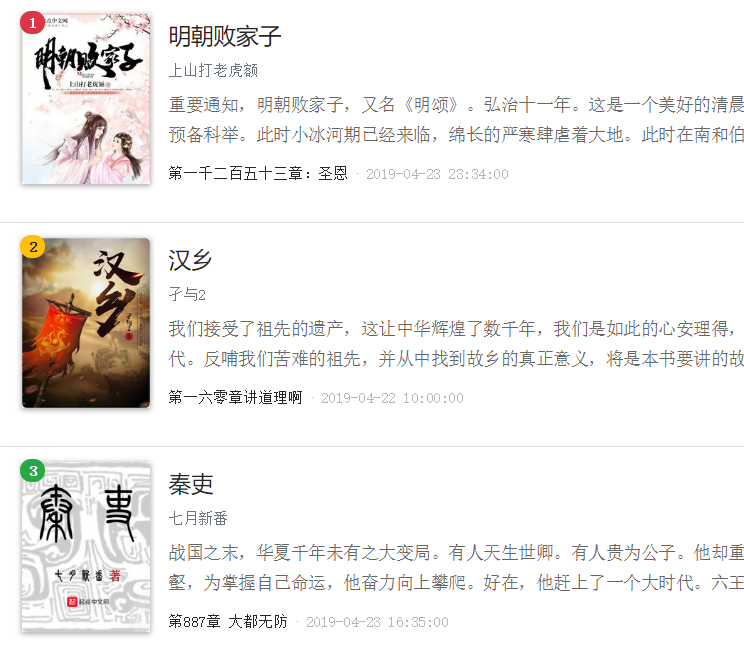 1
起点中文网
明朝败家子
上山打老虎额 著
明朝败家子
上山打老虎额
重要通知，明朝败家子，又名《明颂》。弘治十一年。这是一个美好的清晨
预备科举。此时小冰河期已经来临，绵长的严寒肆虐着大地。此时在南和伯
第一千二百五十三章：圣恩 · 2019-04-23 23:34:00
2
汉乡
孑与2
汉乡
孑与2
我们接受了祖先的遗产，这让中华辉煌了数千年，我们是如此的心安理得，
代。反哺我们苦难的祖先，并从中找到故乡的真正意义，将是本书要讲的故
第一六零章讲道理啊 · 2019-04-22 10:00:00
3
秦吏
七月新番 著
起点中文网
秦吏
七月新番
战国之末，华夏千年未有之大变局。有人天生世卿。有人贵为公子。他却重
壑，为掌握自己命运，他奋力向上攀爬。好在，他赶上了一个大时代。六王
第887章 大都无防 · 2019-04-23 16:35:00